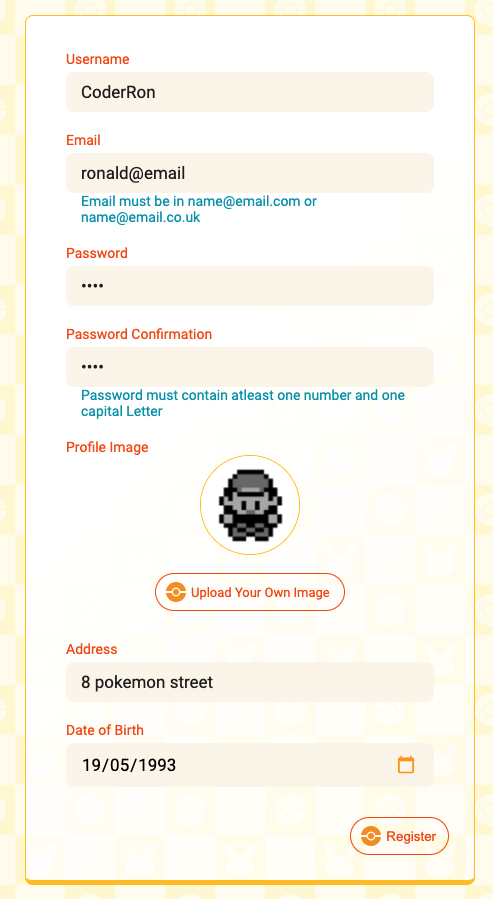 Username
CoderRon
Email
ronald@email
Email must be in name@email.com or
name@email.co.uk
Password
••••
Password Confirmation
••••
Password must contain atleast one number and one
capital Letter
Profile Image
Upload Your Own Image
Address
8 pokemon street
Date of Birth
19/05/1993
Register